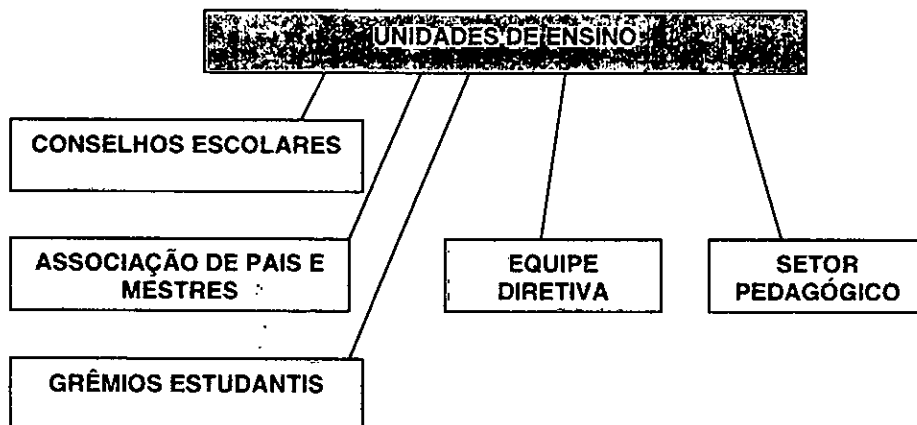 UNIDADES DE ENSINO
CONSELHOS ESCOLARES
ASSOCIAÇÃO DE PAIS E
MESTRES
EQUIPE
DIRETIVA
SETOR
PEDAGÓGICO
GRÊMIOS ESTUDANTIS